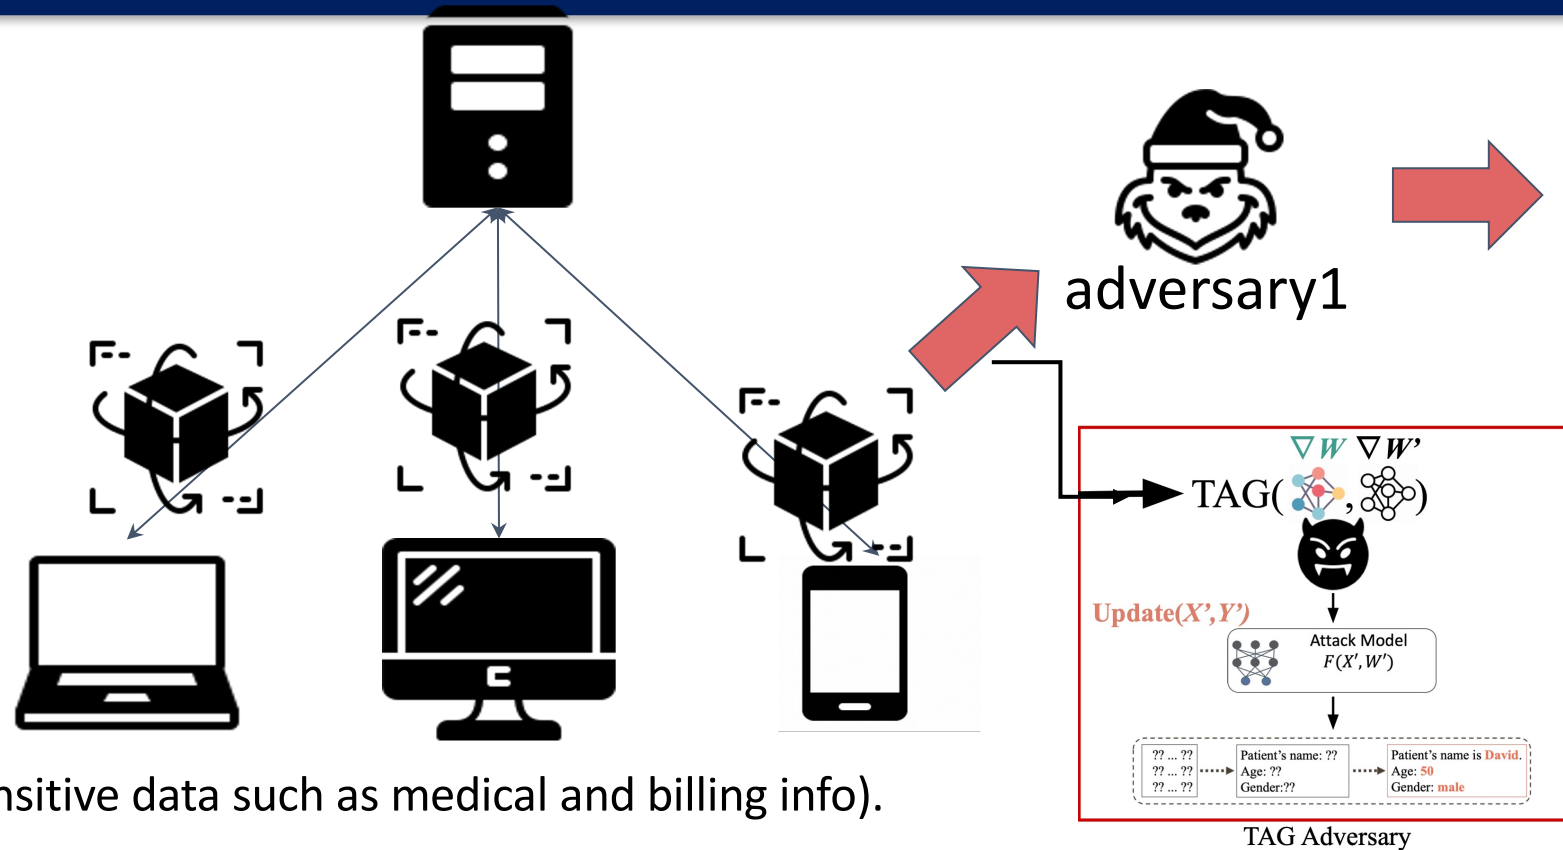 adversary1
∇W ∇W’
TAG( , )
Update(X’,Y’)
Attack Model
F(X′,W′)
?? ... ??
?? ... ??
?? ... ??
Patient’s name: ??
Age: ??
Gender:??
Patient’s name is David.
Age: 50
Gender: male
TAG Adversary
nsitive data such as medical and billing info).